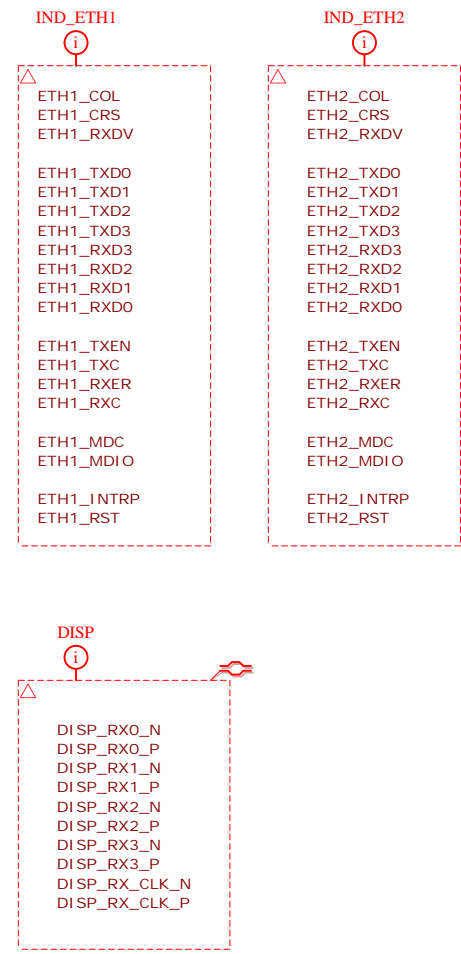 IND_ETH1
i
ETH1_COL
ETH1_CRS
ETH1_RXDV
ETH1_TXD0
ETH1_TXD1
ETH1_TXD2
ETH1_TXD3
ETH1_RXD3
ETH1_RXD2
ETH1_RXD1
ETH1_RXD0
ETH1_TXEN
ETH1_TXC
ETH1_RXER
ETH1_RXC
ETH1_MDC
ETH1_MDIO
ETH1_INTRP
ETH1_RST
IND_ETH2
i
ETH2_COL
ETH2_CRS
ETH2_RXDV
ETH2_TXD0
ETH2_TXD1
ETH2_TXD2
ETH2_TXD3
ETH2_RXD3
ETH2_RXD2
ETH2_RXD1
ETH2_RXD0
ETH2_TXEN
ETH2_TXC
ETH2_RXER
ETH2_RXC
ETH2_MDC
ETH2_MDIO
ETH2_INTRP
ETH2_RST
DISP
i
DISP_RX0_N
DISP_RX0_P
DISP_RX1_N
DISP_RX1_P
DISP_RX2_N
DISP_RX2_P
DISP_RX3_N
DISP_RX3_P
DISP_RX_CLK_N
DISP_RX_CLK_P